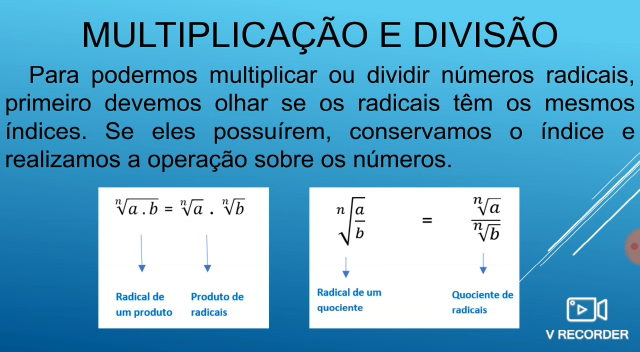 MULTIPLICAÇÃO E DIVISÃO
Para podermos multiplicar ou dividir números radicais,
primeiro devemos olhar se os radicais têm os mesmos
índices. Se eles possuírem, conservamos o índice e
realizamos a operação sobre os números.
ⁿ√(a . b) = ⁿ√a . ⁿ√b
Radical de um produto
Produto de radicais
ⁿ√(a/b) = ⁿ√a / ⁿ√b
Radical de um quociente
Quociente de radicais
V RECORDER